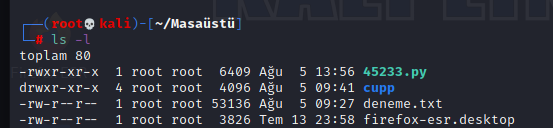 ┌──(root💀kali)-[~/Masaüstü]
└─# ls -l
toplam 80
-rwxr-xr-x  1 root root  6409 Ağu  5 13:56 45233.py
drwxr-xr-x  4 root root  4096 Ağu  5 09:41 cupp
-rw-r--r--  1 root root 53136 Ağu  5 09:27 deneme.txt
-rw-r--r--  1 root root  3826 Tem 13 23:58 firefox-esr.desktop